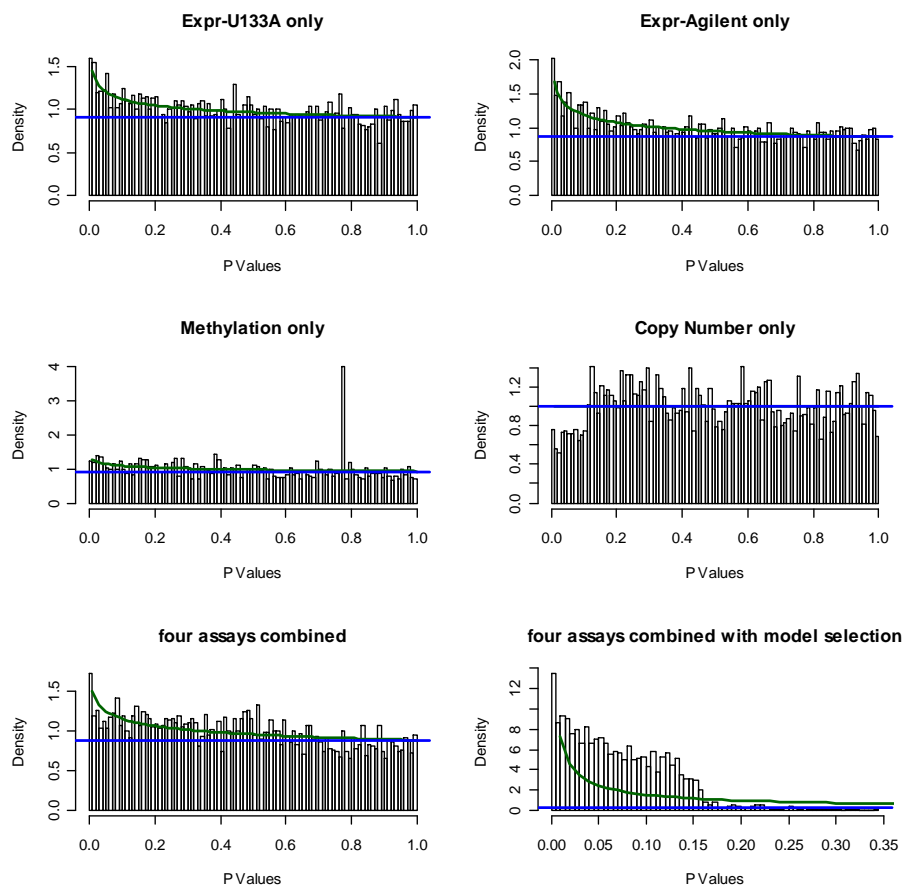 Expr-U133A only
Density
0.0 0.5 1.0 1.5
0.0 0.2 0.4 0.6 0.8 1.0
P Values
Expr-Agilent only
Density
0.0 0.5 1.0 1.5 2.0
0.0 0.2 0.4 0.6 0.8 1.0
P Values
Methylation only
Density
0 1 2 3 4
0.0 0.2 0.4 0.6 0.8 1.0
P Values
Copy Number only
Density
0.0 0.4 0.8 1.2
0.0 0.2 0.4 0.6 0.8 1.0
P Values
four assays combined
Density
0.0 0.5 1.0 1.5
0.0 0.2 0.4 0.6 0.8 1.0
P Values
four assays combined with model selection
Density
0 2 4 6 8 12
0.00 0.05 0.10 0.15 0.20 0.25 0.30 0.35
P Values